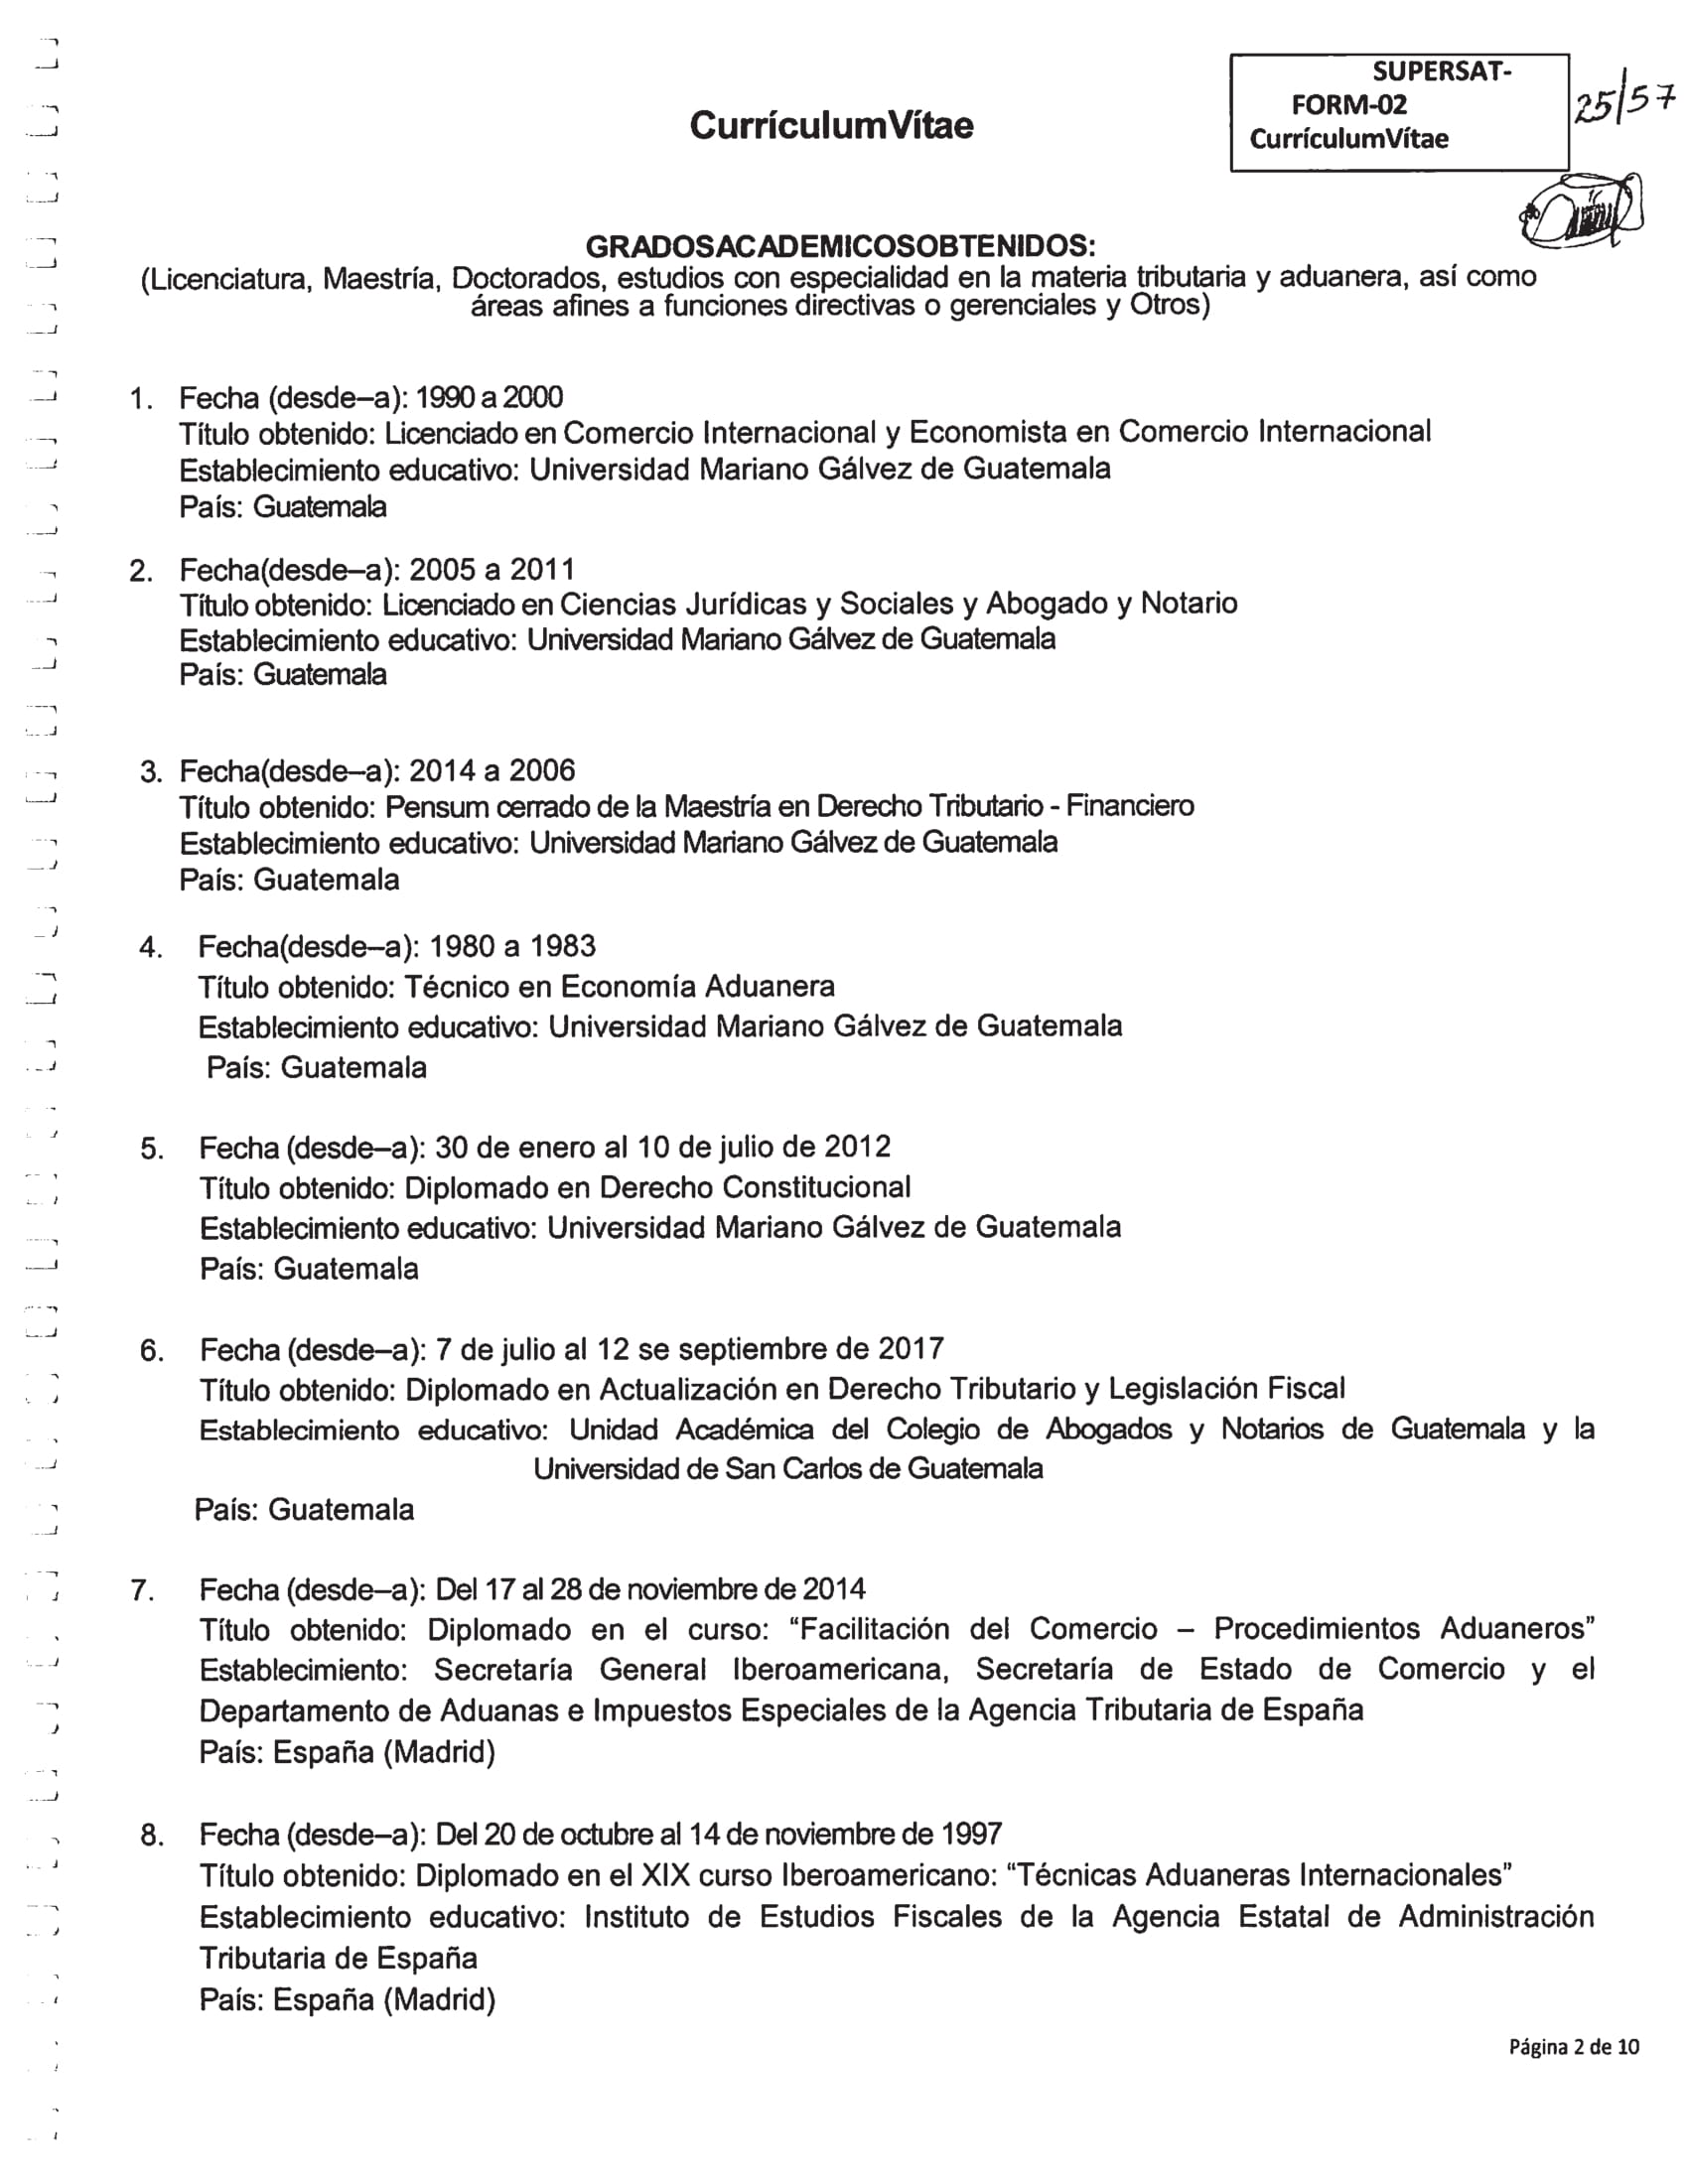 SUPERSAT-
FORM-02
CurrículumVítae
25/57
CurrículumVítae
GRADOSACADEMICOSOBTENIDOS:
(Licenciatura, Maestría, Doctorados, estudios con especialidad en la materia tributaria y aduanera, así como
áreas afines a funciones directivas o gerenciales y Otros)
1. Fecha (desde–a): 1990 a 2000
Título obtenido: Licenciado en Comercio Internacional y Economista en Comercio Internacional
Establecimiento educativo: Universidad Mariano Gálvez de Guatemala
País: Guatemala
2. Fecha(desde–a): 2005 a 2011
Título obtenido: Licenciado en Ciencias Jurídicas y Sociales y Abogado y Notario
Establecimiento educativo: Universidad Mariano Gálvez de Guatemala
País: Guatemala
3. Fecha(desde–a): 2014 a 2006
Título obtenido: Pensum cerrado de la Maestría en Derecho Tributario - Financiero
Establecimiento educativo: Universidad Mariano Gálvez de Guatemala
País: Guatemala
4. Fecha(desde–a): 1980 a 1983
Título obtenido: Técnico en Economía Aduanera
Establecimiento educativo: Universidad Mariano Gálvez de Guatemala
País: Guatemala
5. Fecha (desde–a): 30 de enero al 10 de julio de 2012
Título obtenido: Diplomado en Derecho Constitucional
Establecimiento educativo: Universidad Mariano Gálvez de Guatemala
País: Guatemala
6. Fecha (desde–a): 7 de julio al 12 se septiembre de 2017
Título obtenido: Diplomado en Actualización en Derecho Tributario y Legislación Fiscal
Establecimiento educativo: Unidad Académica del Colegio de Abogados y Notarios de Guatemala y la
Universidad de San Carlos de Guatemala
País: Guatemala
7. Fecha (desde–a): Del 17 al 28 de noviembre de 2014
Título obtenido: Diplomado en el curso: “Facilitación del Comercio – Procedimientos Aduaneros”
Establecimiento: Secretaría General Iberoamericana, Secretaría de Estado de Comercio y el
Departamento de Aduanas e Impuestos Especiales de la Agencia Tributaria de España
País: España (Madrid)
8. Fecha (desde–a): Del 20 de octubre al 14 de noviembre de 1997
Título obtenido: Diplomado en el XIX curso Iberoamericano: “Técnicas Aduaneras Internacionales”
Establecimiento educativo: Instituto de Estudios Fiscales de la Agencia Estatal de Administración
Tributaria de España
País: España (Madrid)
Página 2 de 10